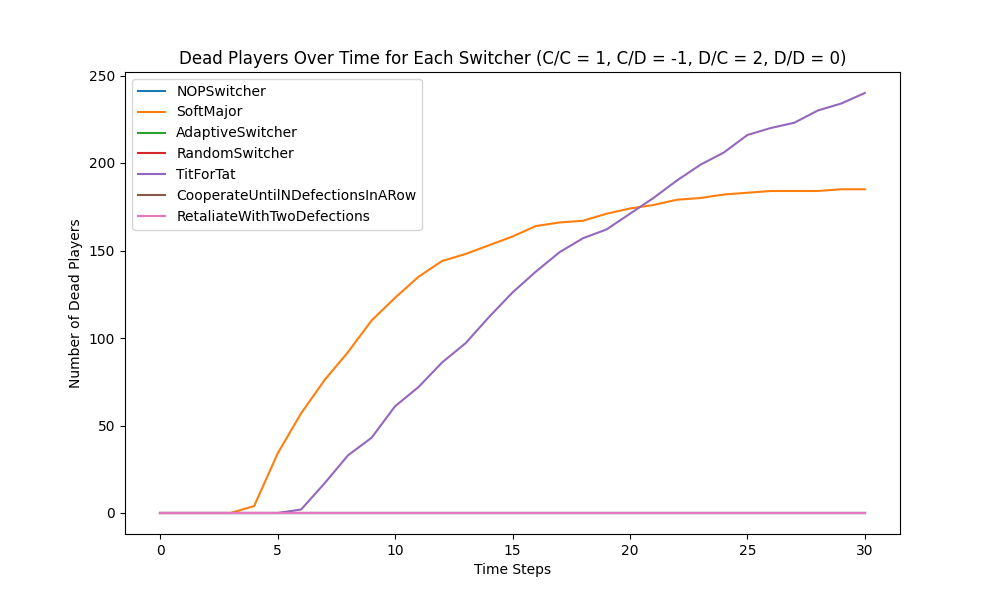 Dead Players Over Time for Each Switcher (C/C = 1, C/D = -1, D/C = 2, D/D = 0)
NOPSwitcher
SoftMajor
AdaptiveSwitcher
RandomSwitcher
TitForTat
CooperateUntilNDefectionsInARow
RetaliateWithTwoDefections
Number of Dead Players
250
200
150
100
50
0
0 5 10 15 20 25 30
Time Steps